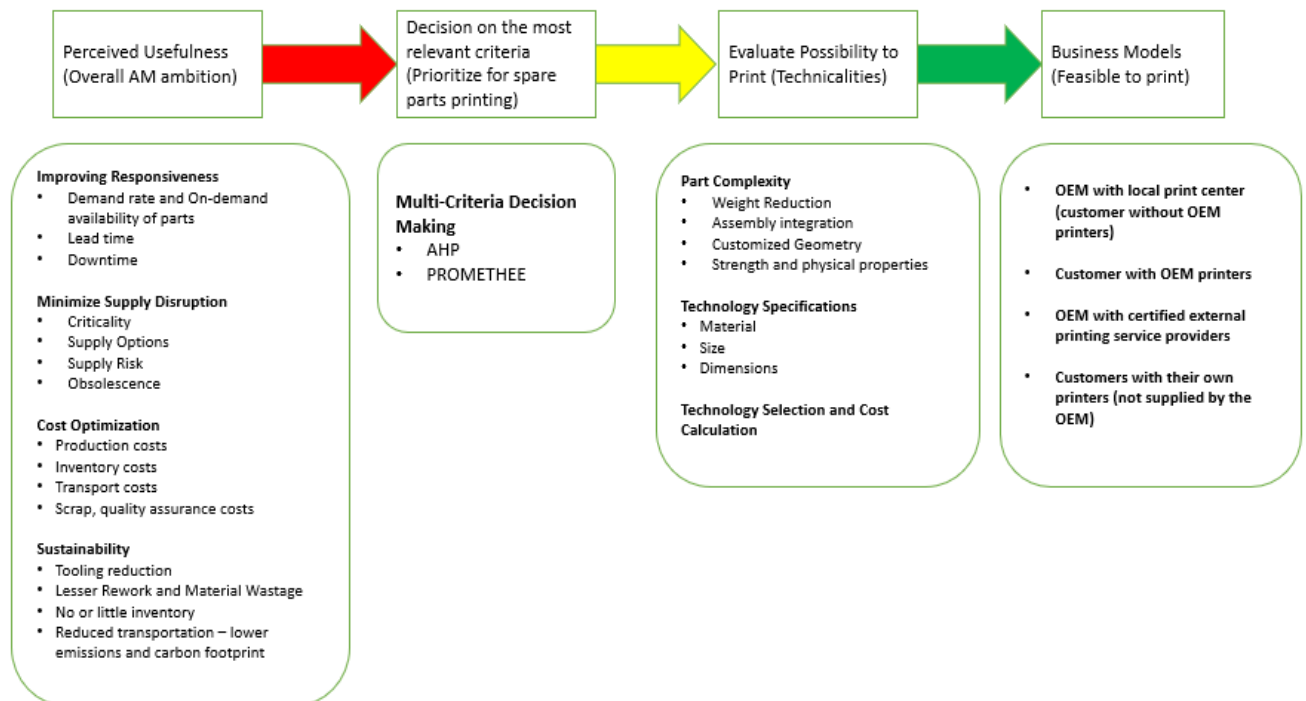 Perceived Usefulness
(Overall AM ambition)
Decision on the most
relevant criteria
(Prioritize for spare
parts printing)
Evaluate Possibility to
Print (Technicalities)
Business Models
(Feasible to print)
Improving Responsiveness
• Demand rate and On-demand
availability of parts
• Lead time
• Downtime
Minimize Supply Disruption
• Criticality
• Supply Options
• Supply Risk
• Obsolescence
Cost Optimization
• Production costs
• Inventory costs
• Transport costs
• Scrap, quality assurance costs
Sustainability
• Tooling reduction
• Lesser Rework and Material Wastage
• No or little inventory
• Reduced transportation – lower
emissions and carbon footprint
Multi-Criteria Decision
Making
• AHP
• PROMETHEE
Part Complexity
• Weight Reduction
• Assembly integration
• Customized Geometry
• Strength and physical properties
Technology Specifications
• Material
• Size
• Dimensions
Technology Selection and Cost
Calculation
• OEM with local print center
(customer without OEM
printers)
• Customer with OEM printers
• OEM with certified external
printing service providers
• Customers with their own
printers (not supplied by the
OEM)